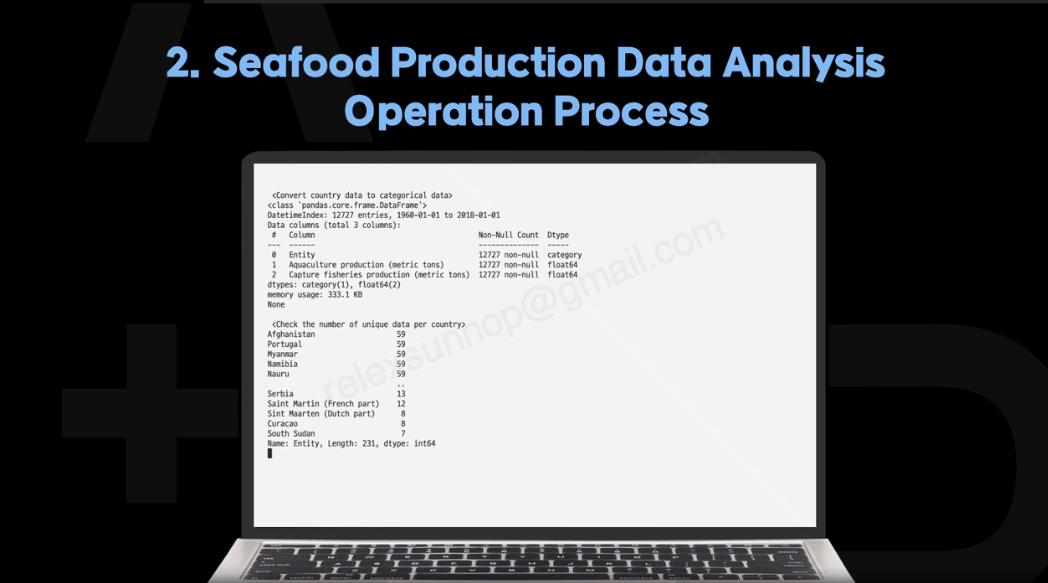 2. Seafood Production Data Analysis
Operation Process
<Convert country data to categorical data>
<class 'pandas.core.frame.DataFrame'>
DatetimeIndex: 12727 entries, 1960-01-01 to 2018-01-01
Data columns (total 3 columns):
 #   Column                                      Non-Null Count  Dtype
---  ------                                      --------------  -----
 0   Entity                                      12727 non-null  category
 1   Aquaculture production (metric tons)        12727 non-null  float64
 2   Capture fisheries production (metric tons)  12727 non-null  float64
dtypes: category(1), float64(2)
memory usage: 333.1 KB
None
<Check the number of unique data per country>
Afghanistan                   59
Portugal                      59
Myanmar                       59
Namibia                       59
Nauru                         59
                              ..
Serbia                        13
Saint Martin (French part)    12
Sint Maarten (Dutch part)      8
Curacao                        8
South Sudan                    7
Name: Entity, Length: 231, dtype: int64
relexsunnop@gmail.com